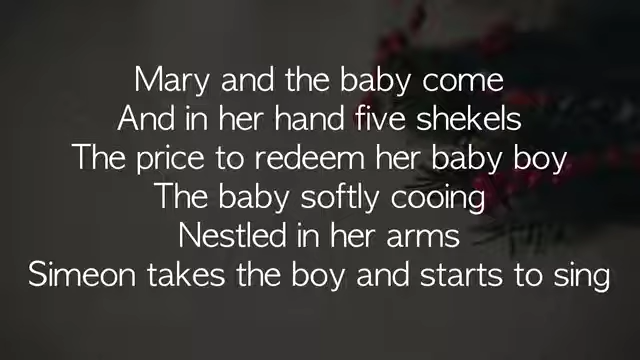 Mary and the baby come
And in her hand five shekels
The price to redeem her baby boy
The baby softly cooing
Nestled in her arms
Simeon takes the boy and starts to sing